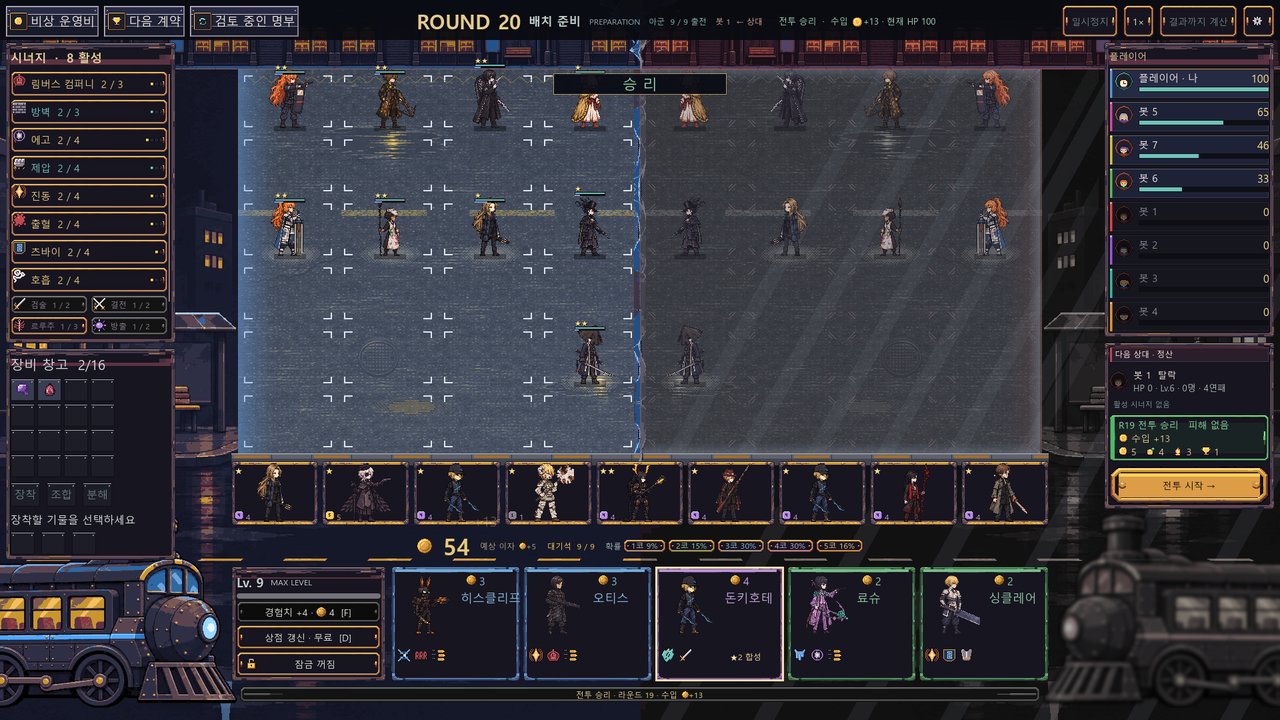 비상 운영비
다음 계약
검토 중인 명부
ROUND 20 배치 준비 PREPARATION 아군 9 / 9 출전 봇 1 ← 상대 전투 승리 · 수입 +13 · 현재 HP 100
일시정지
1×
결과까지 계산
시너지 · 8 활성
림버스 컴퍼니 2 / 3
방벽 2 / 3
에고 2 / 4
제압 2 / 4
진동 2 / 4
출혈 2 / 4
츠바이 2 / 4
호흡 2 / 4
검술 1 / 2
결전 1 / 2
르루주 1 / 3
방출 1 / 2
장비 창고 2/16
장착
조합
분해
장착할 기물을 선택하세요
승 리
플레이어
플레이어 · 나 100
봇 5 65
봇 7 46
봇 6 33
봇 1 0
봇 2 0
봇 3 0
봇 4 0
다음 상대 · 정산
봇 1 탈락
HP 0 · Lv.6 · 0명 · 4연패
활성 시너지 없음
R19 전투 승리 피해 없음
수입 +13
5 4 3 1
전투 시작 →
4
5
4
1
4
4
4
4
4
54 예상 이자 +5 대기석 9 / 9 확률 1코 9% 2코 15% 3코 30% 4코 30% 5코 16%
Lv. 9 MAX LEVEL
경험치 +4 · 4 [F]
상점 갱신 · 무료 [D]
잠금 꺼짐
3
히스클리프
3
오티스
4
돈키호테
★2 합성
2
료슈
2
싱클레어
전투 승리 · 라운드 19 · 수입 +13